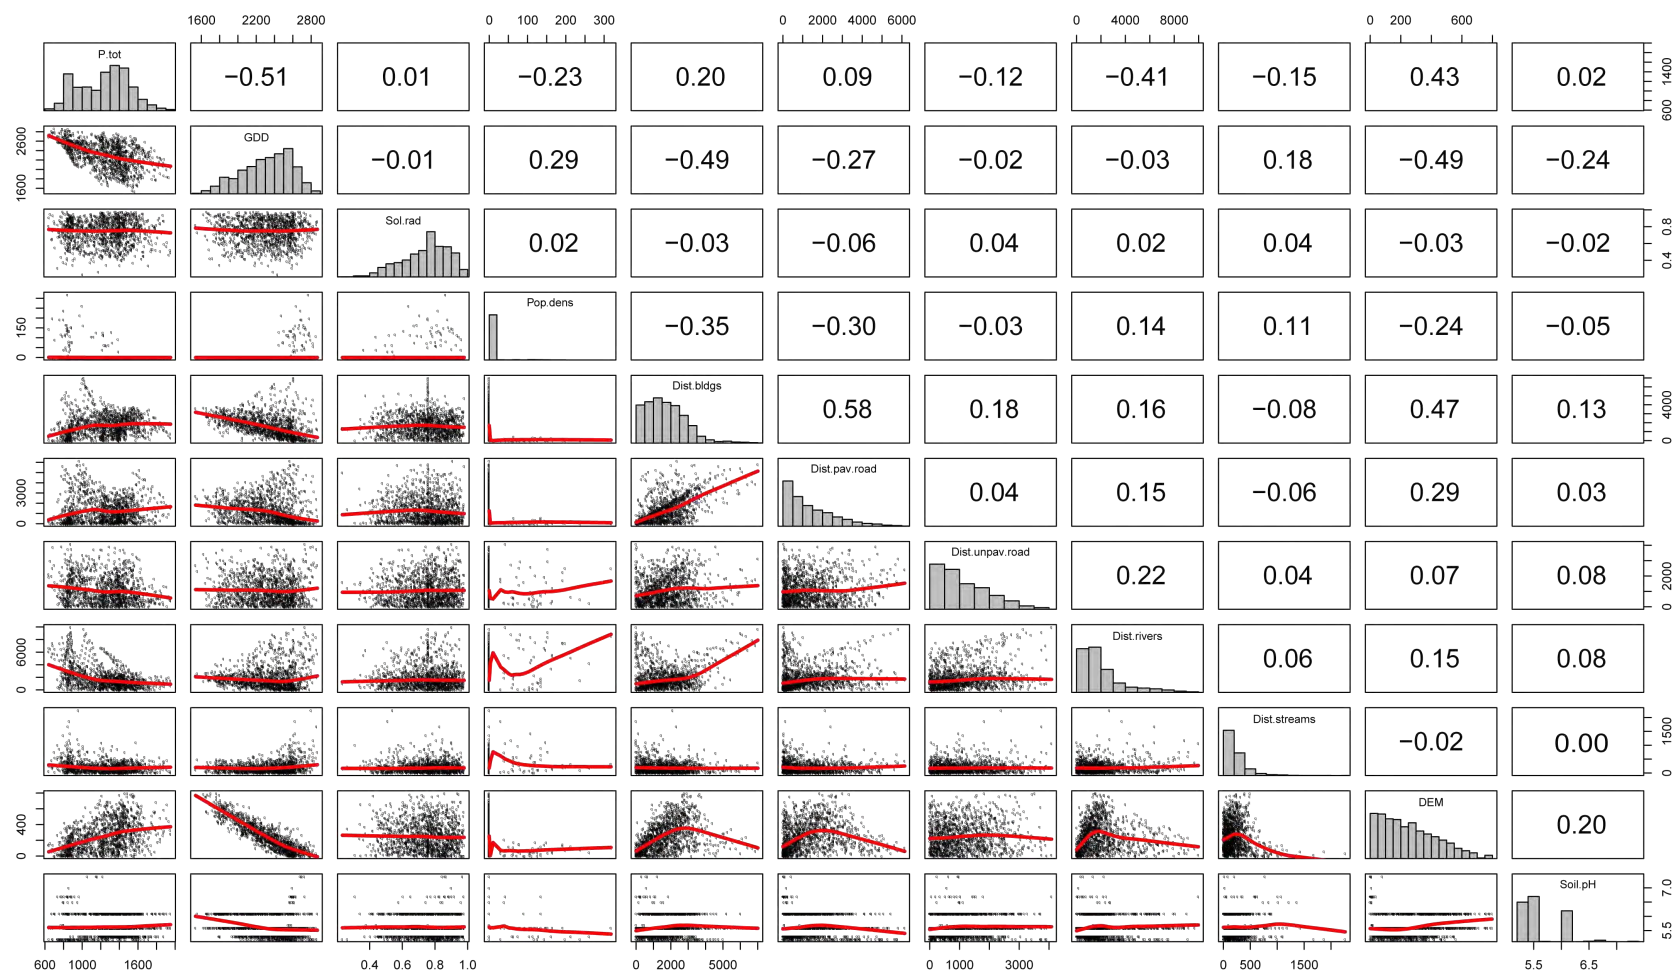 1600 2200 2800 0 100 200 300 0 2000 4000 6000 0 4000 8000 0 200 600
P.tot −0.51 0.01 −0.23 0.20 0.09 −0.12 −0.41 −0.15 0.43 0.02 600 1400
1600 2600 GDD −0.01 0.29 −0.49 −0.27 −0.02 −0.03 0.18 −0.49 −0.24
Sol.rad 0.02 −0.03 −0.06 0.04 0.02 0.04 −0.03 −0.02 0.4 0.8
0 150 Pop.dens −0.35 −0.30 −0.03 0.14 0.11 −0.24 −0.05
Dist.bldgs 0.58 0.18 0.16 −0.08 0.47 0.13 0 4000
0 3000 Dist.pav.road 0.04 0.15 −0.06 0.29 0.03
Dist.unpav.road 0.22 0.04 0.07 0.08 0 2000
0 6000 Dist.rivers 0.06 0.15 0.08
Dist.streams −0.02 0.00 0 1500
0 400 DEM 0.20
Soil.pH 5.5 7.0
600 1000 1600 0.4 0.6 0.8 1.0 0 2000 5000 0 1000 3000 0 500 1500 5.5 6.5